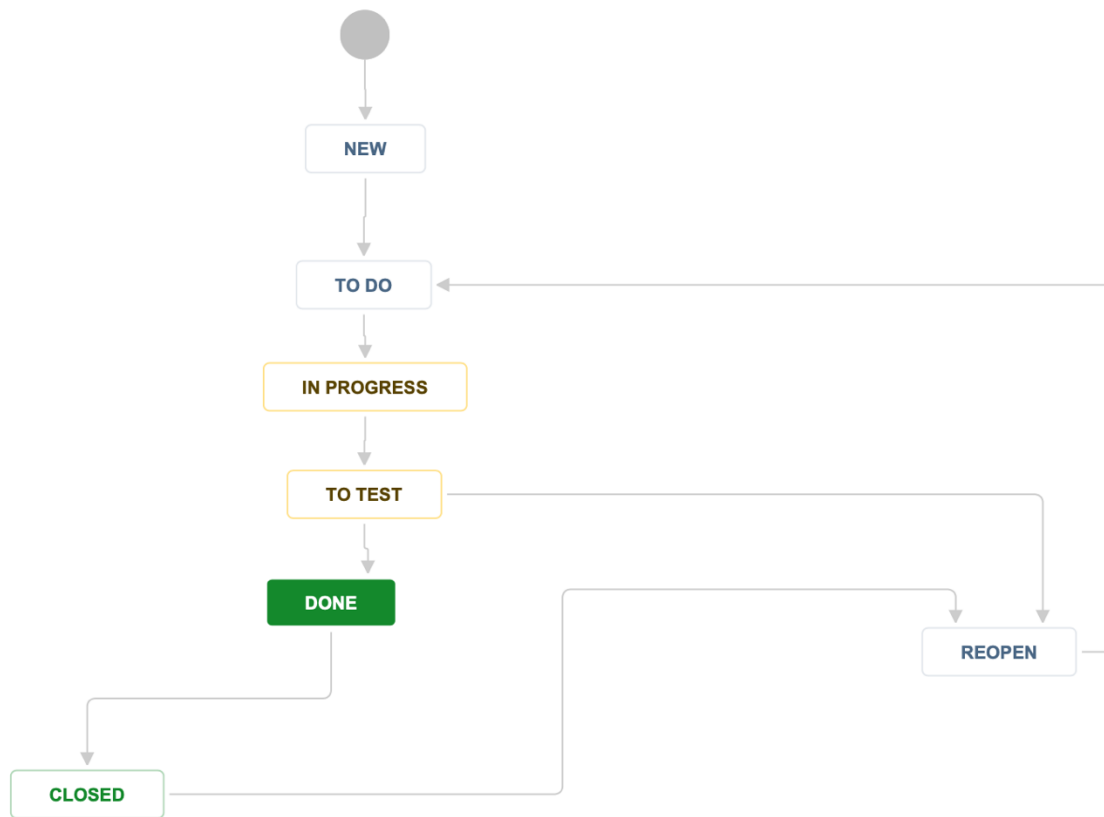 NEW
TO DO
IN PROGRESS
TO TEST
DONE
REOPEN
CLOSED